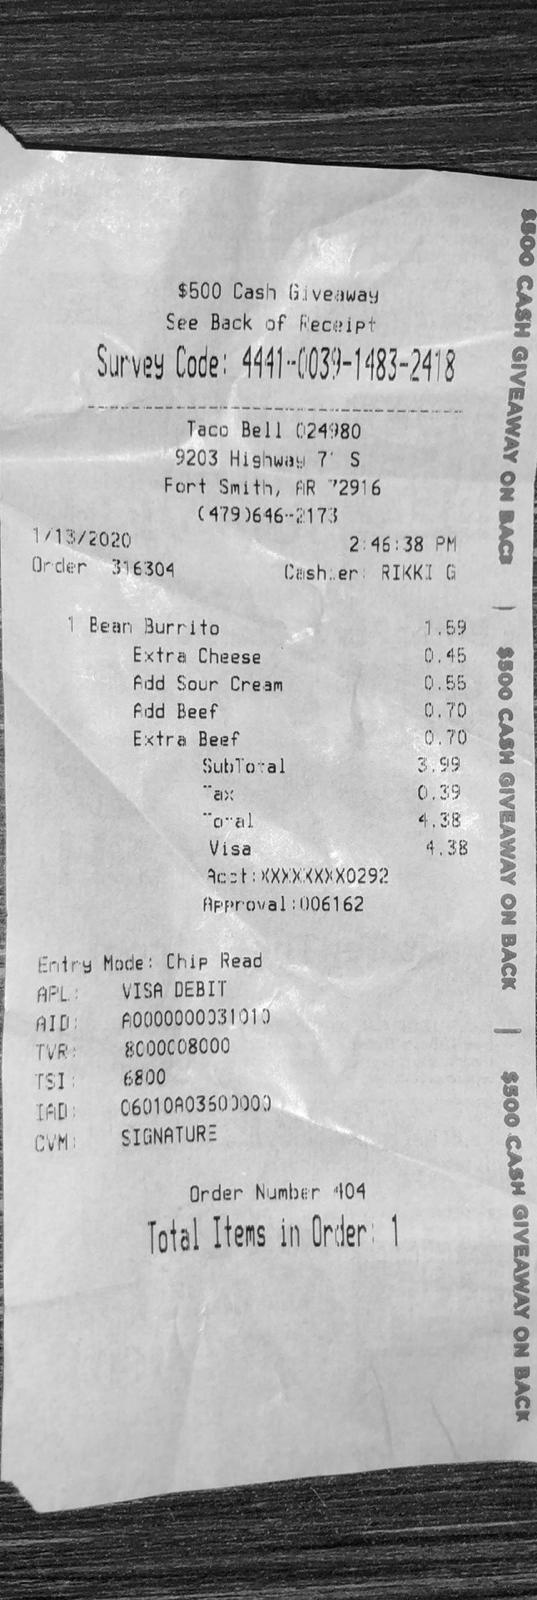 $500 Cash Giveaway
See Back of Receipt
Survey Code: 4441-0039-1483-2418
Taco Bell 024980
9203 Highway 71 S
Fort Smith, AR 72916
(479)646-2173
1/13/2020 2:46:38 PM
Order 316304 Cashier: RIKKI G
1 Bean Burrito 1.59
Extra Cheese 0.45
Add Sour Cream 0.55
Add Beef 0.70
Extra Beef 0.70
SubTotal 3.99
Tax 0.39
Total 4.38
Visa 4.38
Acct:XXXXXXXX0292
Approval:006162
Entry Mode: Chip Read
APL: VISA DEBIT
AID: A0000000031010
TVR: 8000008000
TSI: 6800
IAD: 06010A03600000
CVM: SIGNATURE
Order Number 404
Total Items in Order: 1
$500 CASH GIVEAWAY ON BACK | $500 CASH GIVEAWAY ON BACK | $500 CASH GIVEAWAY ON BACK